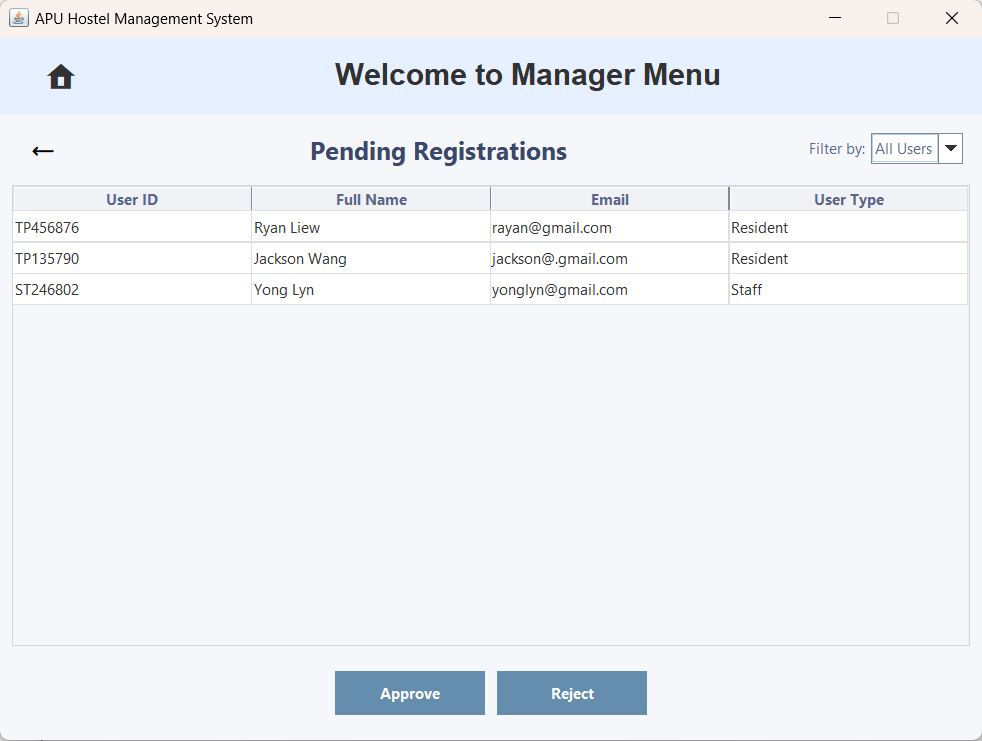 APU Hostel Management System
Welcome to Manager Menu
Pending Registrations
Filter by: All Users
User ID Full Name Email User Type
TP456876 Ryan Liew rayan@gmail.com Resident
TP135790 Jackson Wang jackson@.gmail.com Resident
ST246802 Yong Lyn yonglyn@gmail.com Staff
Approve Reject